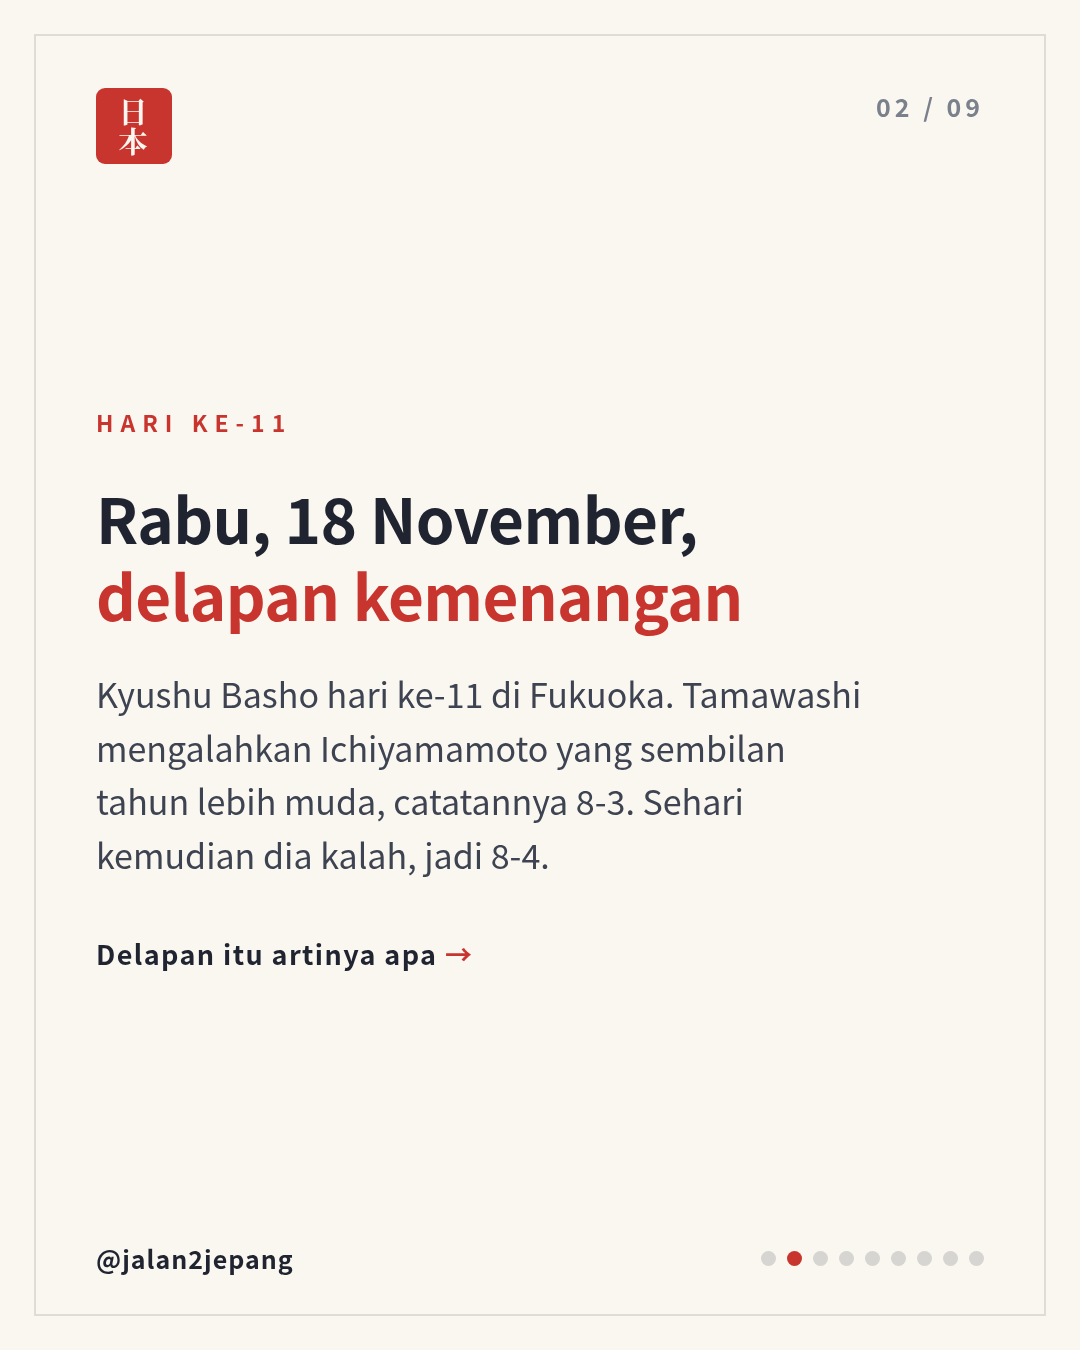 日本
02 / 09
HARI KE-11
Rabu, 18 November,
delapan kemenangan
Kyushu Basho hari ke-11 di Fukuoka. Tamawashi
mengalahkan Ichiyamamoto yang sembilan
tahun lebih muda, catatannya 8-3. Sehari
kemudian dia kalah, jadi 8-4.
Delapan itu artinya apa →
@jalan2jepang